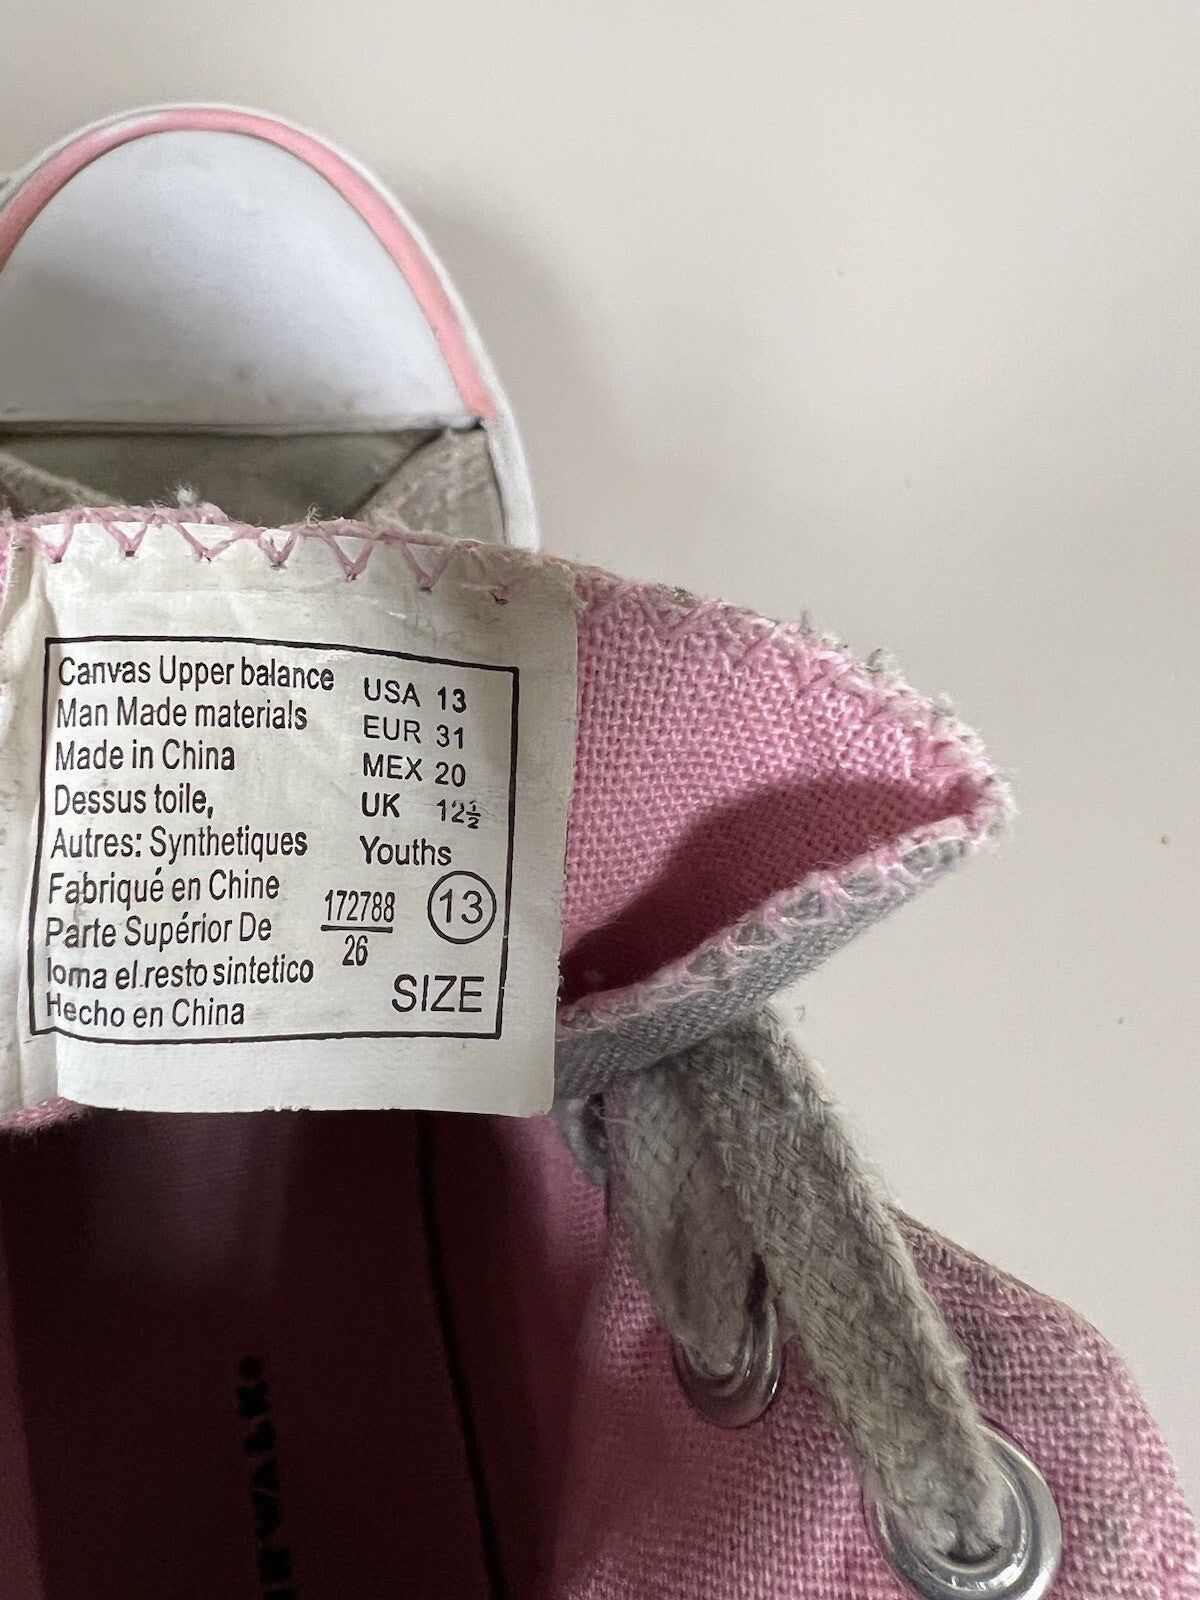 Canvas Upper balance
Man Made materials
Made in China
Dessus toile,
Autres: Synthetiques
Fabriqué en Chine
Parte Supérior De
loma el.resto sintetico
Hecho en China
USA 13
EUR 31
MEX 20
UK 12½
Youths
172788
26
13
SIZE